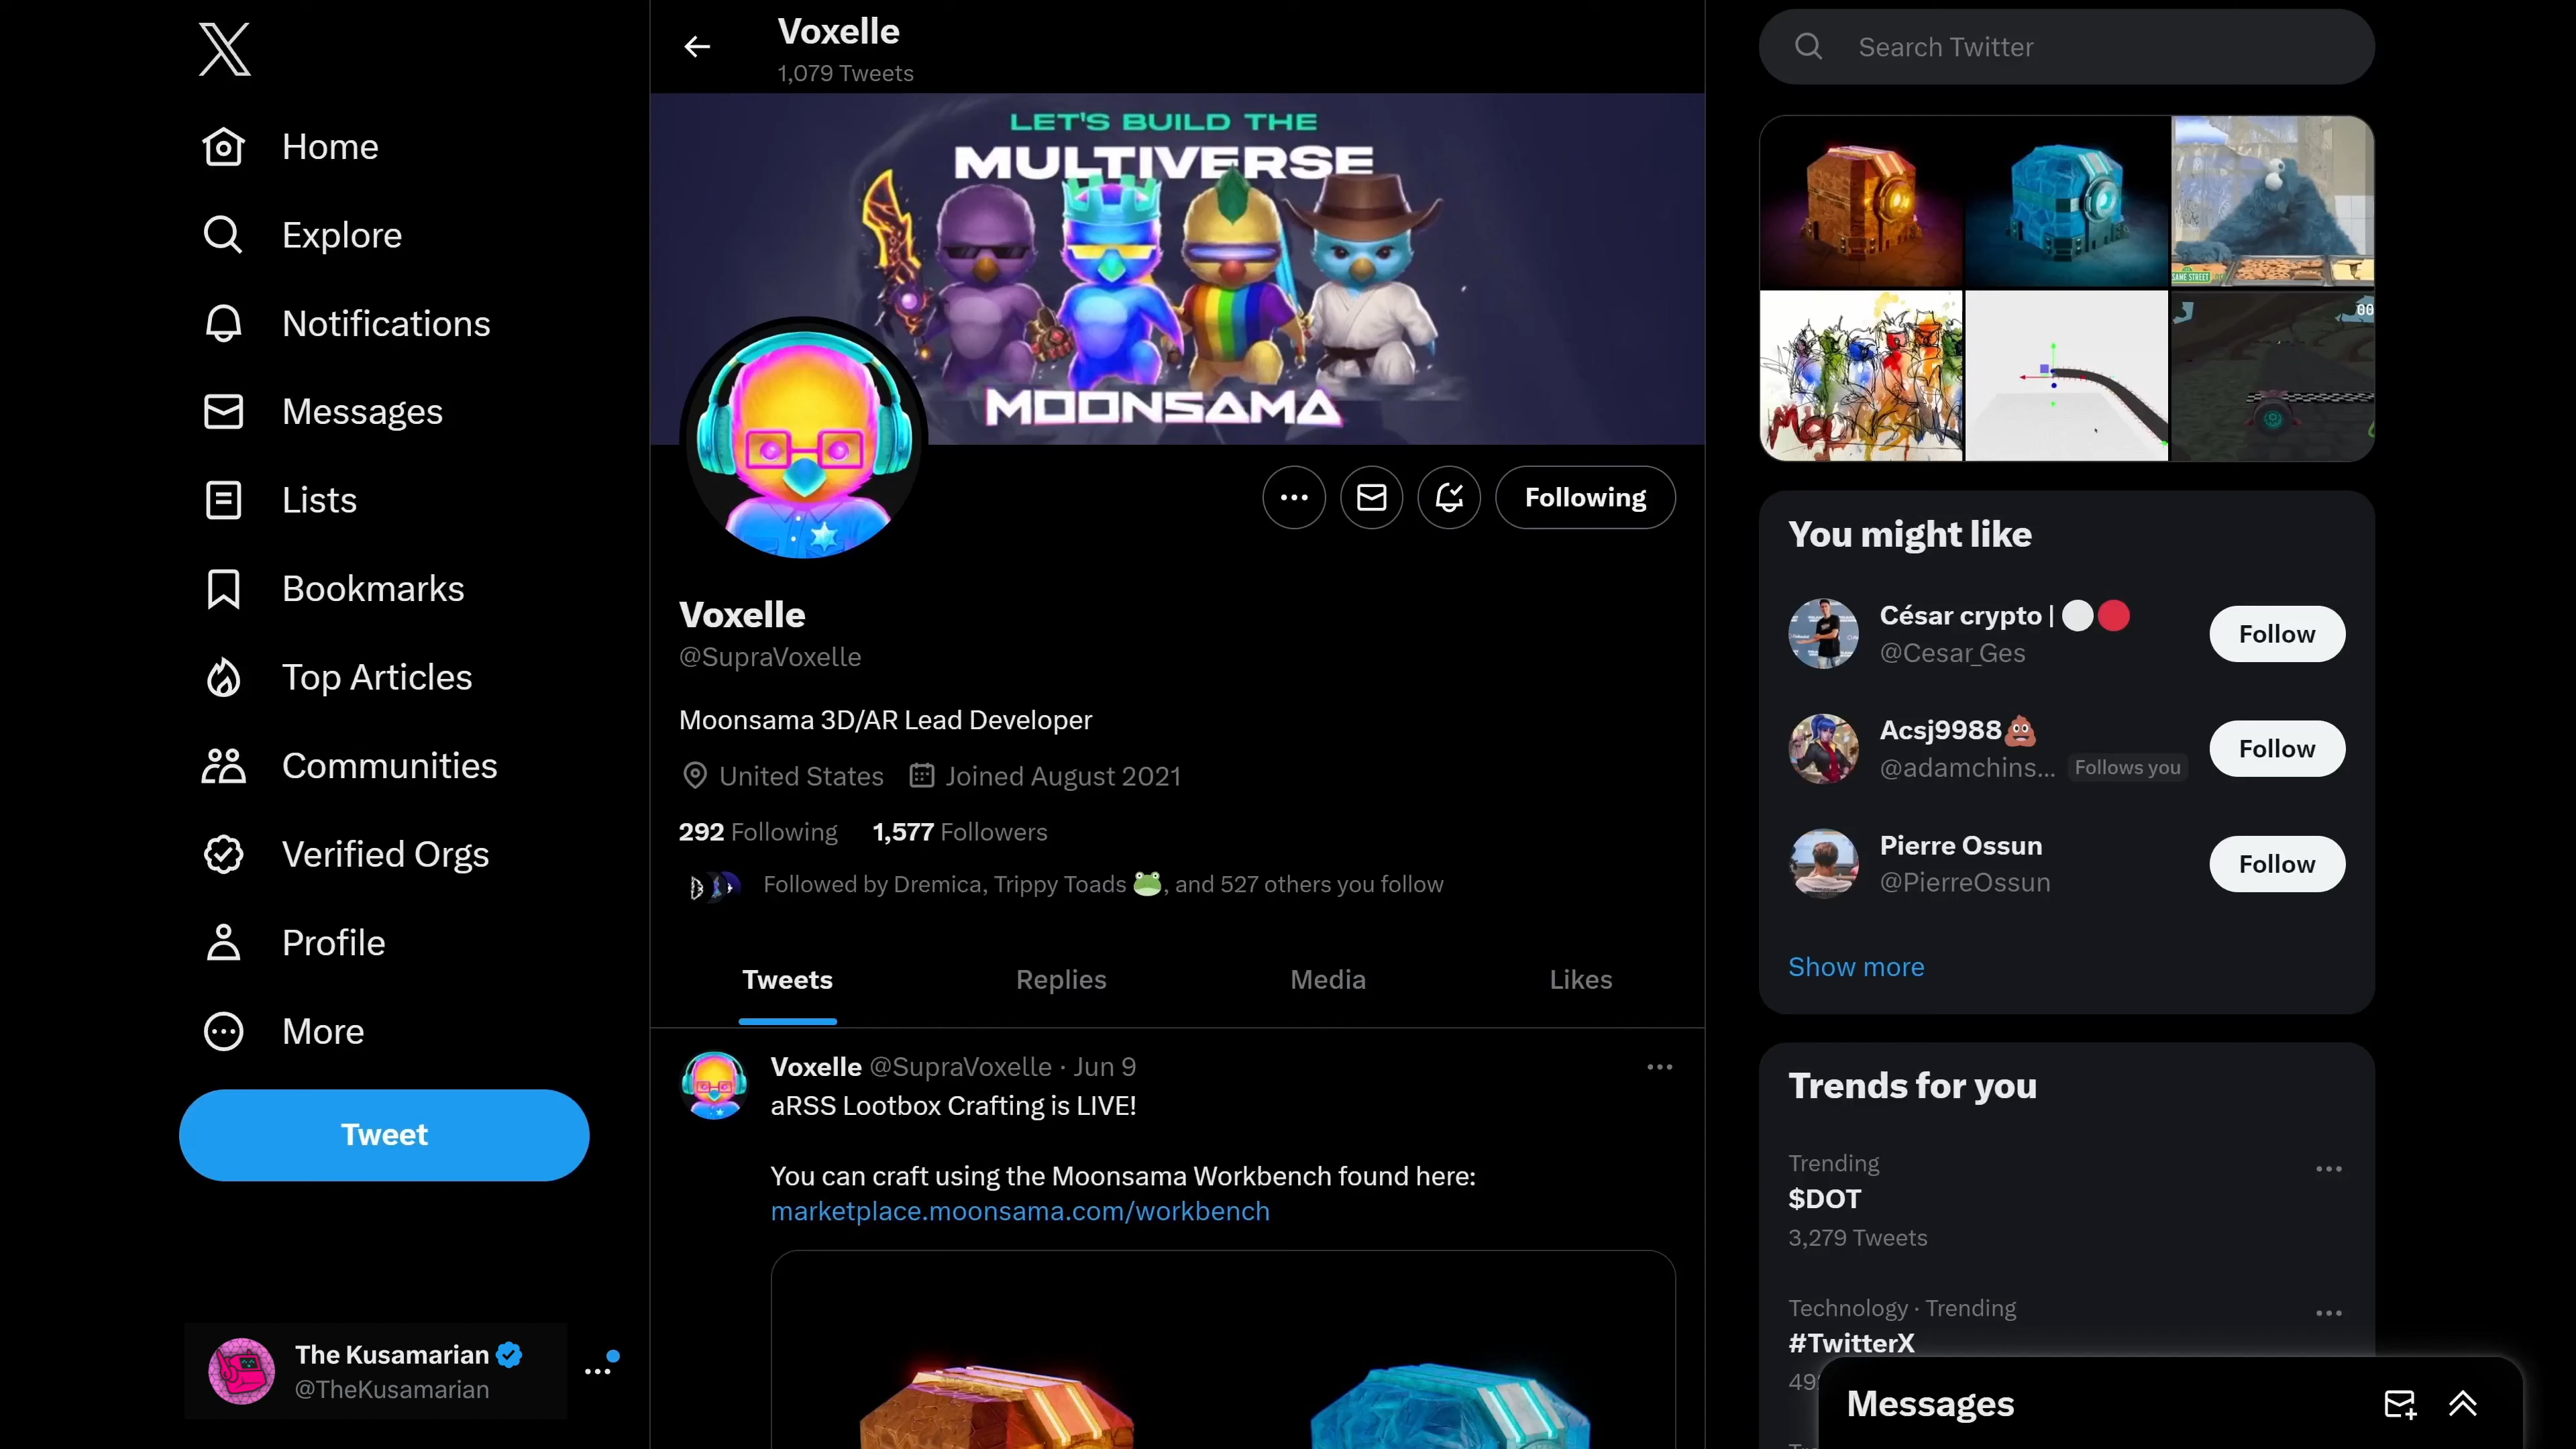 Home
Explore
Notifications
Messages
Lists
Bookmarks
Top Articles
Communities
Verified Orgs
Profile
More
Tweet
The Kusamarian
@TheKusamarian
Voxelle
1,079 Tweets
LET'S BUILD THE
MULTIVERSE
MOONSAMA
Following
Voxelle
@SupraVoxelle
Moonsama 3D/AR Lead Developer
United States Joined August 2021
292 Following 1,577 Followers
Followed by Dremica, Trippy Toads 🐸, and 527 others you follow
Tweets Replies Media Likes
Voxelle @SupraVoxelle · Jun 9
aRSS Lootbox Crafting is LIVE!
You can craft using the Moonsama Workbench found here:
marketplace.moonsama.com/workbench
Search Twitter
SAME STREET
00
You might like
César crypto | ⚪🔴
@Cesar_Ges
Follow
Acsj9988💩
@adamchins... Follows you
Follow
Pierre Ossun
@PierreOssun
Follow
Show more
Trends for you
Trending
$DOT
3,279 Tweets
Technology · Trending
#TwitterX
49
Messages